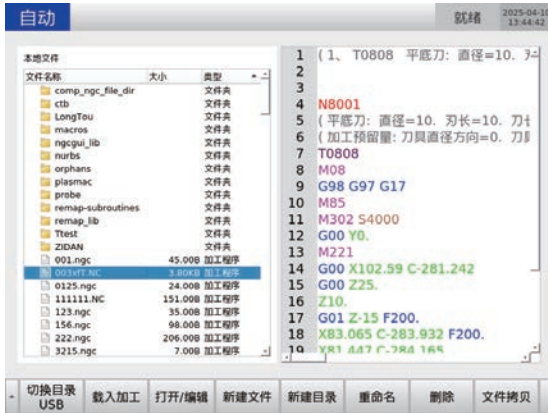 自动
就绪
2025-04-10
13:44:42
本地文件
文件名称 大小 类型
comp_ngc_file_dir 文件夹
ctb 文件夹
LongTou 文件夹
macros 文件夹
ngcgui_lib 文件夹
nurbs 文件夹
orphans 文件夹
plasmac 文件夹
probe 文件夹
remap-subroutines 文件夹
remap_lib 文件夹
Ttest 文件夹
ZIDAN 文件夹
001.ngc 45.00B 加工程序
003xfT.NC 3.80KB 加工程序
0125.ngc 24.00B 加工程序
111111.NC 151.00B 加工程序
123.ngc 35.00B 加工程序
156.ngc 98.00B 加工程序
222.ngc 206.00B 加工程序
3215.ngc 7.00B 加工程序
1 (1、 T0808 平底刀: 直径=10.
2
3
4 N8001
5 (平底刀: 直径=10. 刃长=10.
6 (加工预留量: 刀具直径方向=0.
7 T0808
8 M08
9 G98 G97 G17
10 M85
11 M302 S4000
12 G00 Y0.
13 M221
14 G00 X102.59 C-281.242
15 G00 Z25.
16 Z10.
17 G01 Z-15 F200.
18 X83.065 C-283.932 F200.
19 X81.447 C-284.165
切换目录
USB
载入加工
打开/编辑
新建文件
新建目录
重命名
删除
文件拷贝